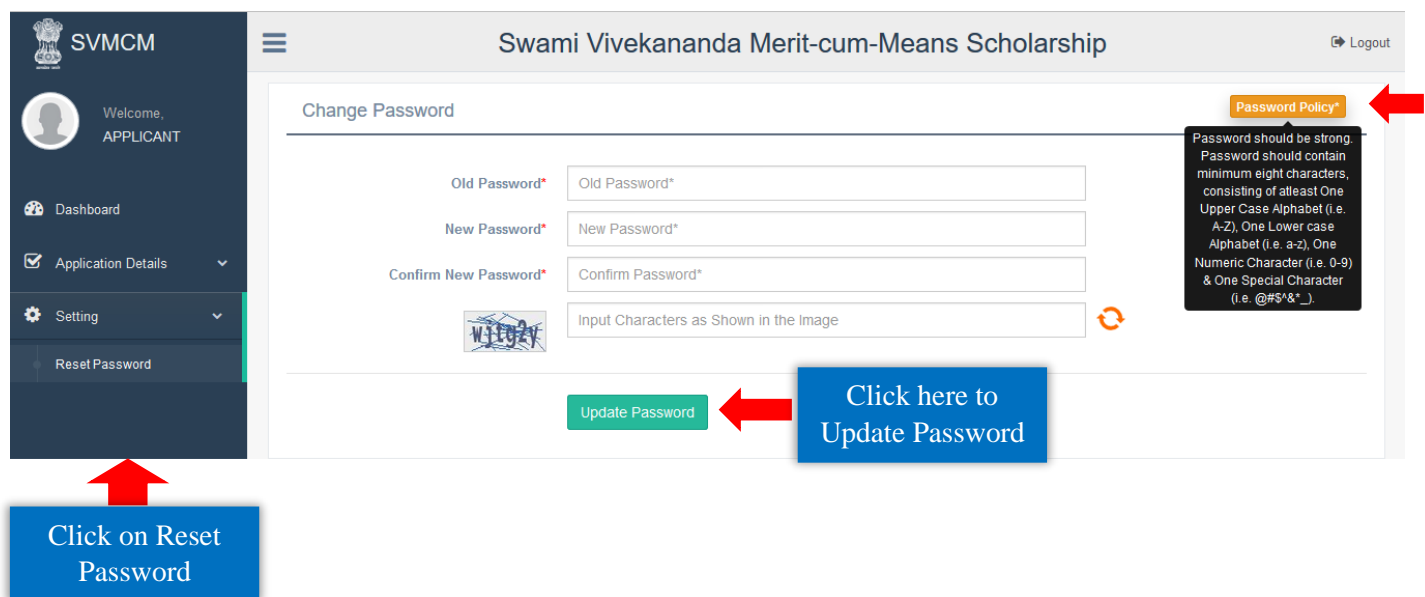 SVMCM
Swami Vivekananda Merit-cum-Means Scholarship
Logout
Welcome,
APPLICANT
Dashboard
Application Details
Setting
Reset Password
Change Password
Password Policy*
Password should be strong.
Password should contain
minimum eight characters,
consisting of atleast One
Upper Case Alphabet (i.e.
A-Z), One Lower case
Alphabet (i.e. a-z), One
Numeric Character (i.e. 0-9)
& One Special Character
(i.e. @#$^&*_).
Old Password* Old Password*
New Password* New Password*
Confirm New Password* Confirm Password*
Input Characters as Shown in the Image
Update Password
Click here to
Update Password
Click on Reset
Password